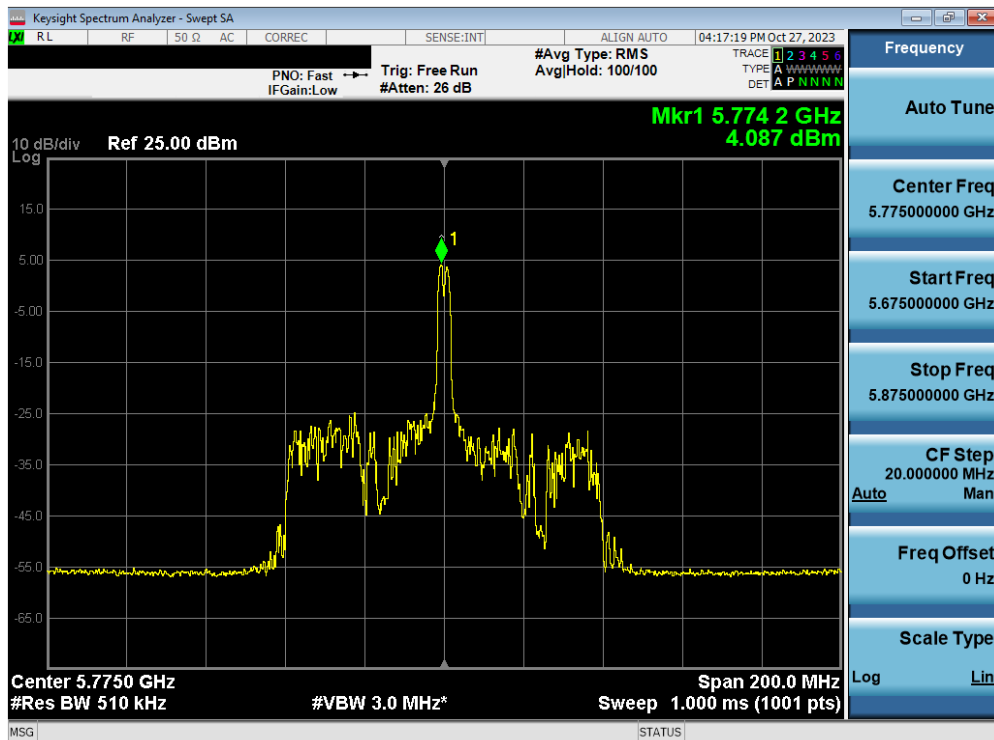 Keysight Spectrum Analyzer - Swept SA
LXI RL RF 50 Ω AC CORREC SENSE:INT ALIGN AUTO 04:17:19 PM Oct 27, 2023
PNO: Fast
IFGain:Low
Trig: Free Run
#Atten: 26 dB
#Avg Type: RMS
Avg|Hold: 100/100
TRACE 1 2 3 4 5 6
TYPE A WWWWW
DET A P N N N N
Mkr1 5.774 2 GHz
4.087 dBm
10 dB/div
Log
Ref 25.00 dBm
15.0
1
5.00
-5.00
-15.0
-25.0
-35.0
-45.0
-55.0
-65.0
Center 5.7750 GHz
Span 200.0 MHz
#Res BW 510 kHz
#VBW 3.0 MHz*
Sweep 1.000 ms (1001 pts)
MSG
STATUS
Frequency
Auto Tune
Center Freq
5.775000000 GHz
Start Freq
5.675000000 GHz
Stop Freq
5.875000000 GHz
CF Step
20.000000 MHz
Auto Man
Freq Offset
0 Hz
Scale Type
Log Lin